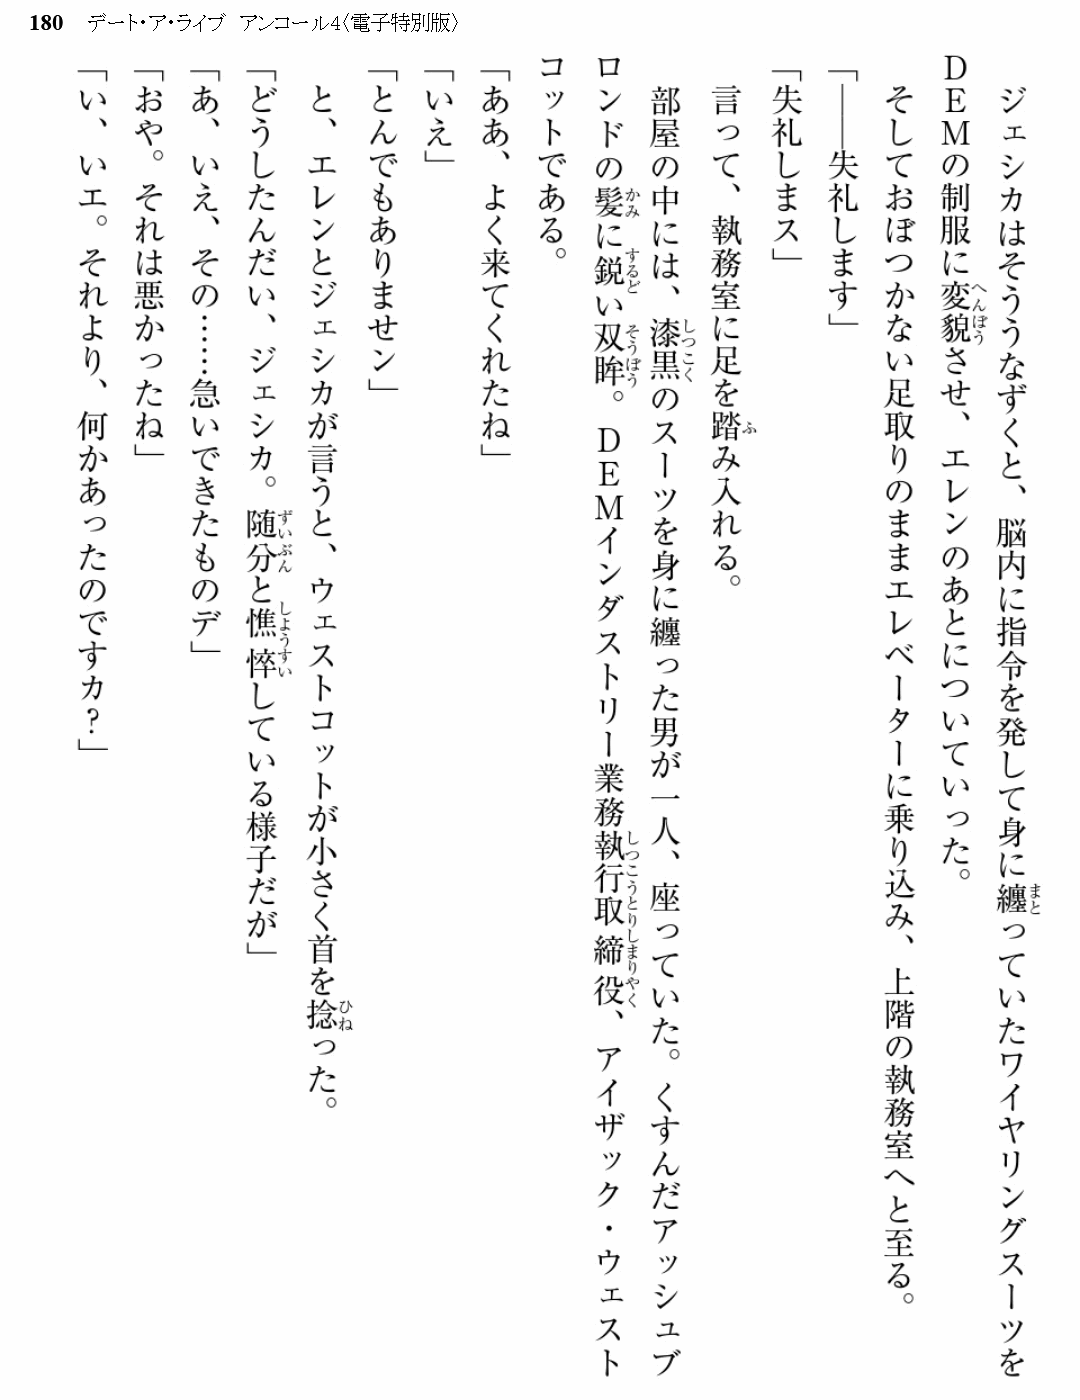 180 デート・ア・ライブ アンコール4〈電子特別版〉
ジェシカはそううなずくと、脳内に指令を発して身に纏っていたワイヤリングスーツを
DEMの制服に変貌させ、エレンのあとについていった。
そしておぼつかない足取りのままエレベーターに乗り込み、上階の執務室へと至る。
「――失礼します」
「失礼しまス」
言って、執務室に足を踏み入れる。
部屋の中には、漆黒のスーツを身に纏った男が一人、座っていた。くすんだアッシュブ
ロンドの髪に鋭い双眸。DEMインダストリー業務執行取締役、アイザック・ウェスト
コットである。
「ああ、よく来てくれたね」
「いえ」
「とんでもありませン」
と、エレンとジェシカが言うと、ウェストコットが小さく首を捻った。
「どうしたんだい、ジェシカ。随分と憔悴している様子だが」
「あ、いえ、その……急いできたものデ」
「おや。それは悪かったね」
「い、いエ。それより、何かあったのですカ？」